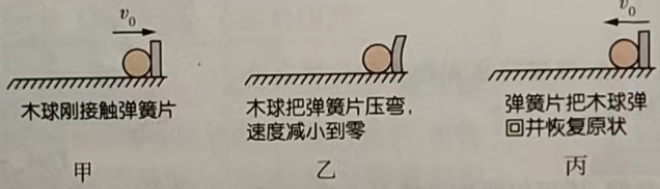 v₀
v₀
木球刚接触弹簧片
木球把弹簧片压弯，
速度减小到零
弹簧片把木球弹
回并恢复原状
甲
乙
丙